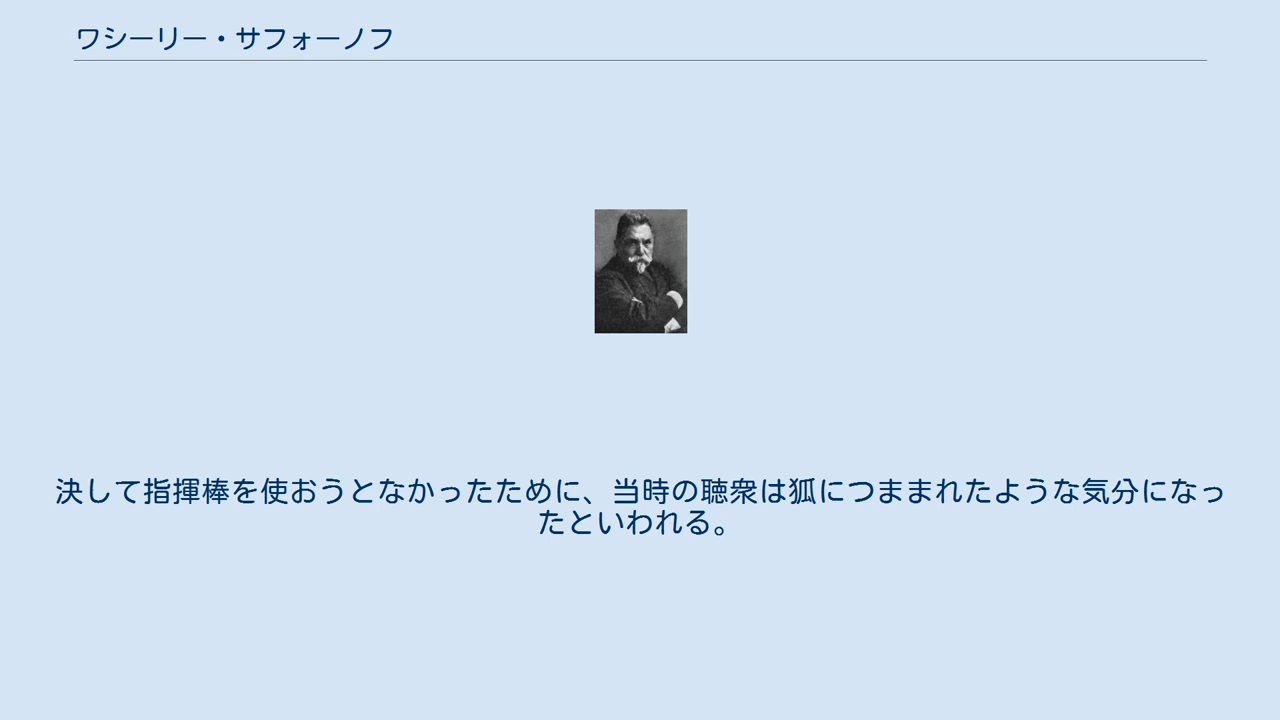 ワシーリー・サフォーノフ
決して指揮棒を使おうとなかったために、当時の聴衆は狐につままれたような気分になっ
たといわれる。